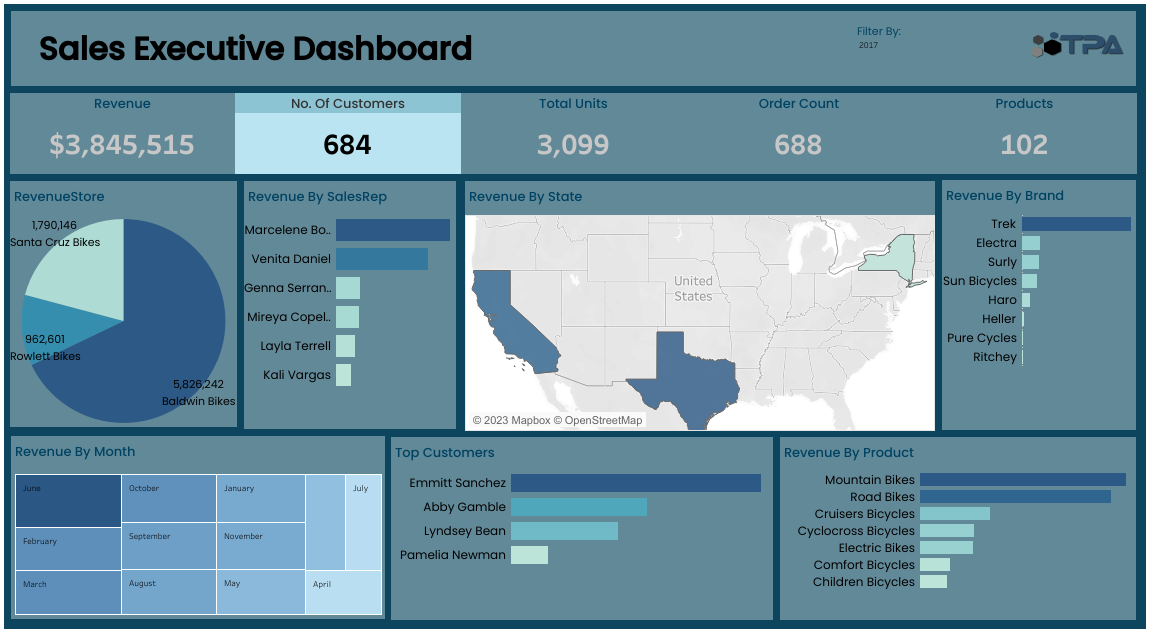 Sales Executive Dashboard
Filter By:
2017
TPA
Revenue
No. Of Customers
Total Units
Order Count
Products
$3,845,515
684
3,099
688
102
RevenueStore
1,790,146
Santa Cruz Bikes
962,601
Rowlett Bikes
5,826,242
Baldwin Bikes
Revenue By SalesRep
Marcelene Bo..
Venita Daniel
Genna Serran..
Mireya Copel..
Layla Terrell
Kali Vargas
Revenue By State
United
States
© 2023 Mapbox © OpenStreetMap
Revenue By Brand
Trek
Electra
Surly
Sun Bicycles
Haro
Heller
Pure Cycles
Ritchey
Revenue By Month
June
October
January
July
February
September
November
March
August
May
April
Top Customers
Emmitt Sanchez
Abby Gamble
Lyndsey Bean
Pamelia Newman
Revenue By Product
Mountain Bikes
Road Bikes
Cruisers Bicycles
Cyclocross Bicycles
Electric Bikes
Comfort Bicycles
Children Bicycles